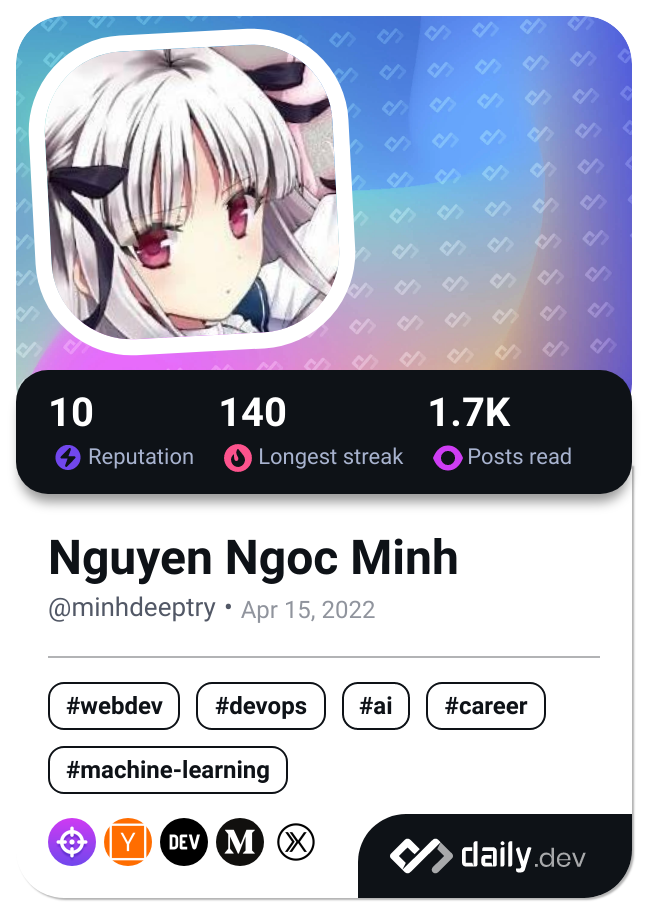 10 140 1.7K
Reputation Longest streak Posts read
Nguyen Ngoc Minh
@minhdeeptry • Apr 15, 2022
#webdev #devops #ai #career
#machine-learning
Y DEV M X
daily.dev